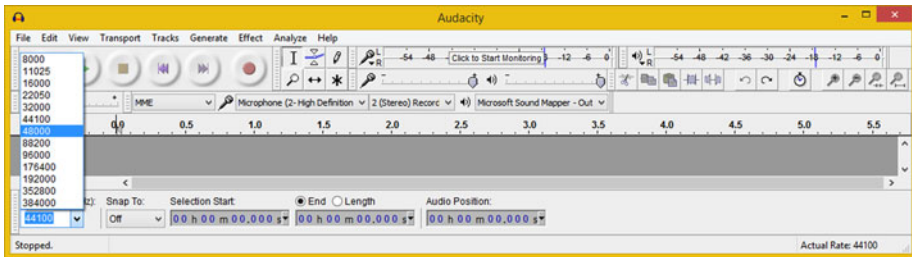 Audacity
File Edit View Transport Tracks Generate Effect Analyze Help
8000
11025
16000
22050
32000
44100
48000
88200
96000
176400
192000
352800
384000
L R -54 -48 Click to Start Monitoring -12 -6 0 L R -54 -48 -42 -36 -30 -24 -18 -12 -6 0
MME Microphone (2- High Definition 2 (Stereo) Recorc Microsoft Sound Mapper - Out
0.0 0.5 1.0 1.5 2.0 2.5 3.0 3.5 4.0 4.5 5.0 5.5
Hz): Snap To: Selection Start: End Length Audio Position:
44100 Off 00 h 00 m 00.000 s 00 h 00 m 00.000 s 00 h 00 m 00.000 s
Stopped. Actual Rate: 44100